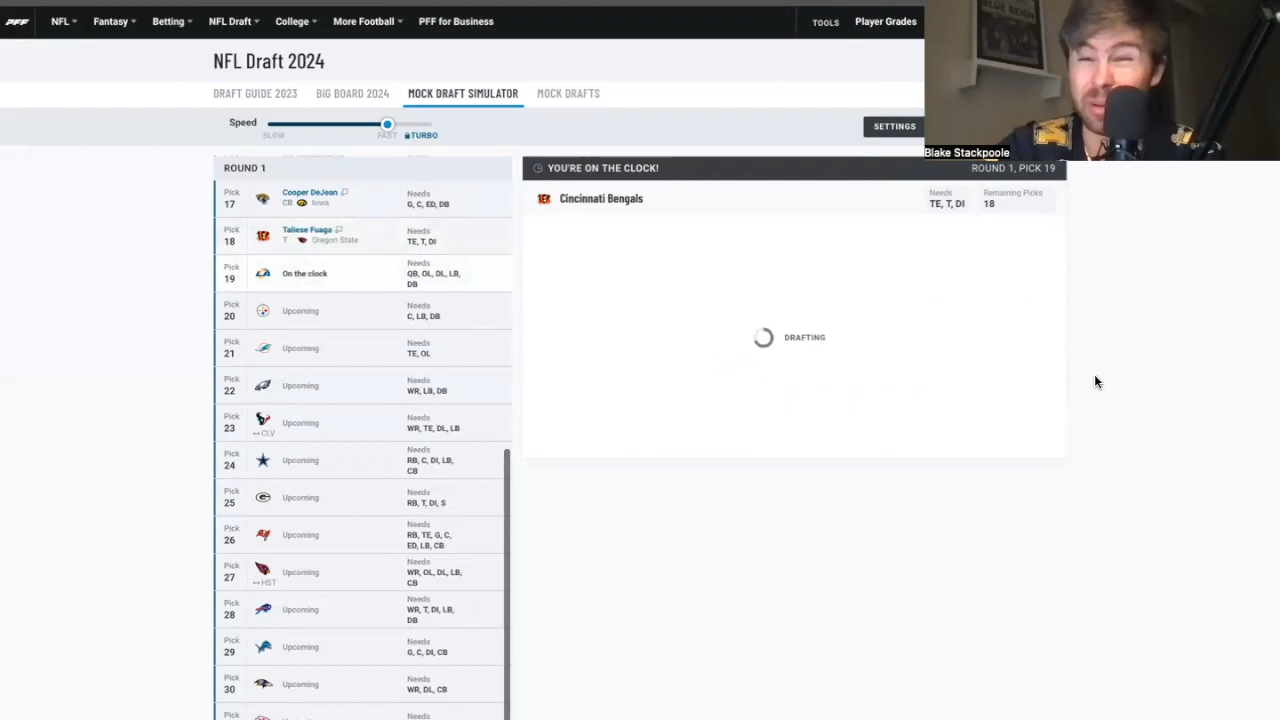 PFF
NFL
Fantasy
Betting
NFL Draft
College
More Football
PFF for Business
TOOLS
Player Grades
BLUE REIGN
NFL Draft 2024
DRAFT GUIDE 2023
BIG BOARD 2024
MOCK DRAFT SIMULATOR
MOCK DRAFTS
Speed
SLOW
FAST
TURBO
SETTINGS
Blake Stackpoole
ROUND 1
Pick
17
Cooper DeJean
CB Iowa
Needs
G, C, ED, DB
Pick
18
Taliese Fuaga
T Oregon State
Needs
TE, T, DI
Pick
19
On the clock
Needs
QB, OL, DL, LB,
DB
Pick
20
Upcoming
Needs
C, LB, DB
Pick
21
Upcoming
Needs
TE, OL
Pick
22
Upcoming
Needs
WR, LB, DB
Pick
23
↔ CLV
Upcoming
Needs
WR, TE, DL, LB
Pick
24
Upcoming
Needs
RB, C, DI, LB,
CB
Pick
25
Upcoming
Needs
RB, T, DI, S
Pick
26
Upcoming
Needs
RB, TE, G, C,
ED, LB, CB
Pick
27
↔ HST
Upcoming
Needs
WR, OL, DL, LB,
CB
Pick
28
Upcoming
Needs
WR, T, DI, LB,
DB
Pick
29
Upcoming
Needs
G, C, DI, CB
Pick
30
Upcoming
Needs
WR, DL, CB
Pick
Needs
YOU'RE ON THE CLOCK!
ROUND 1, PICK 19
Cincinnati Bengals
Needs
TE, T, DI
Remaining Picks
18
DRAFTING